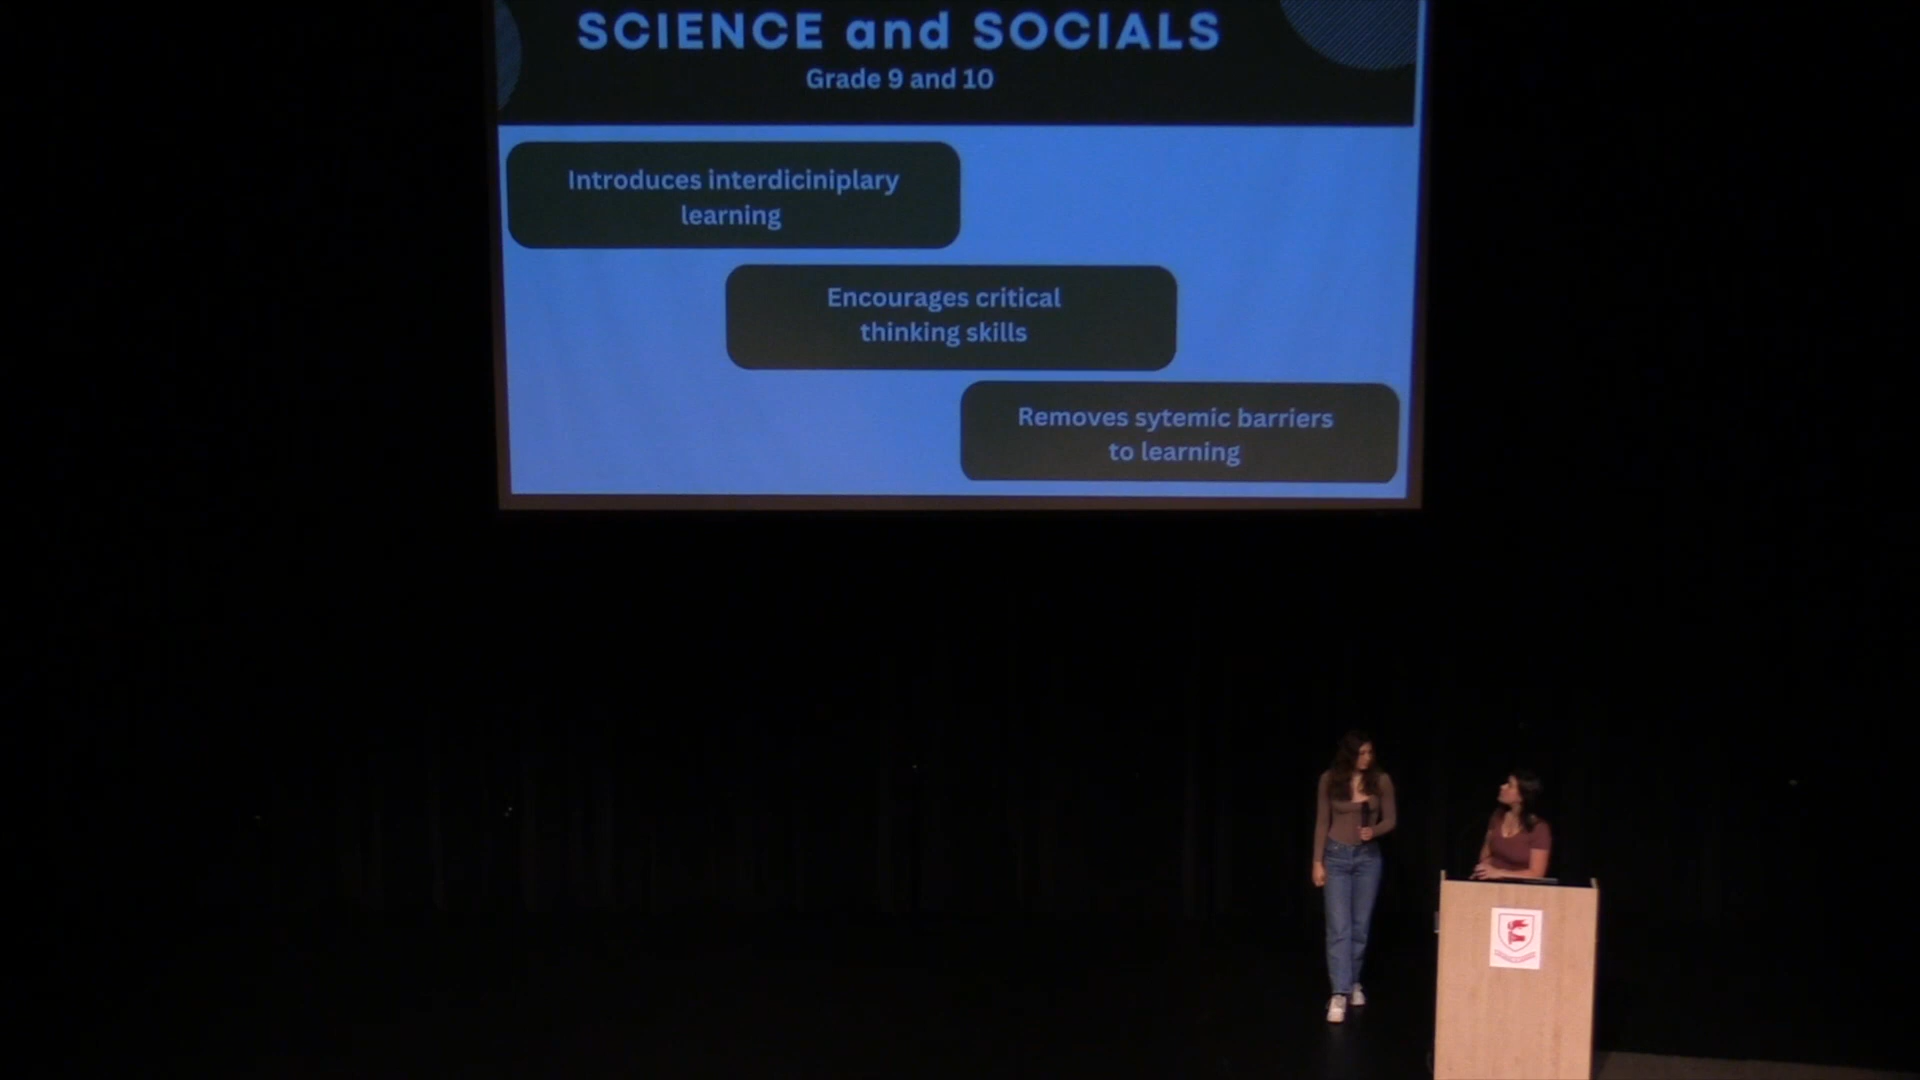 SCIENCE and SOCIALS
Grade 9 and 10
Introduces interdiciniplary
learning
Encourages critical
thinking skills
Removes sytemic barriers
to learning